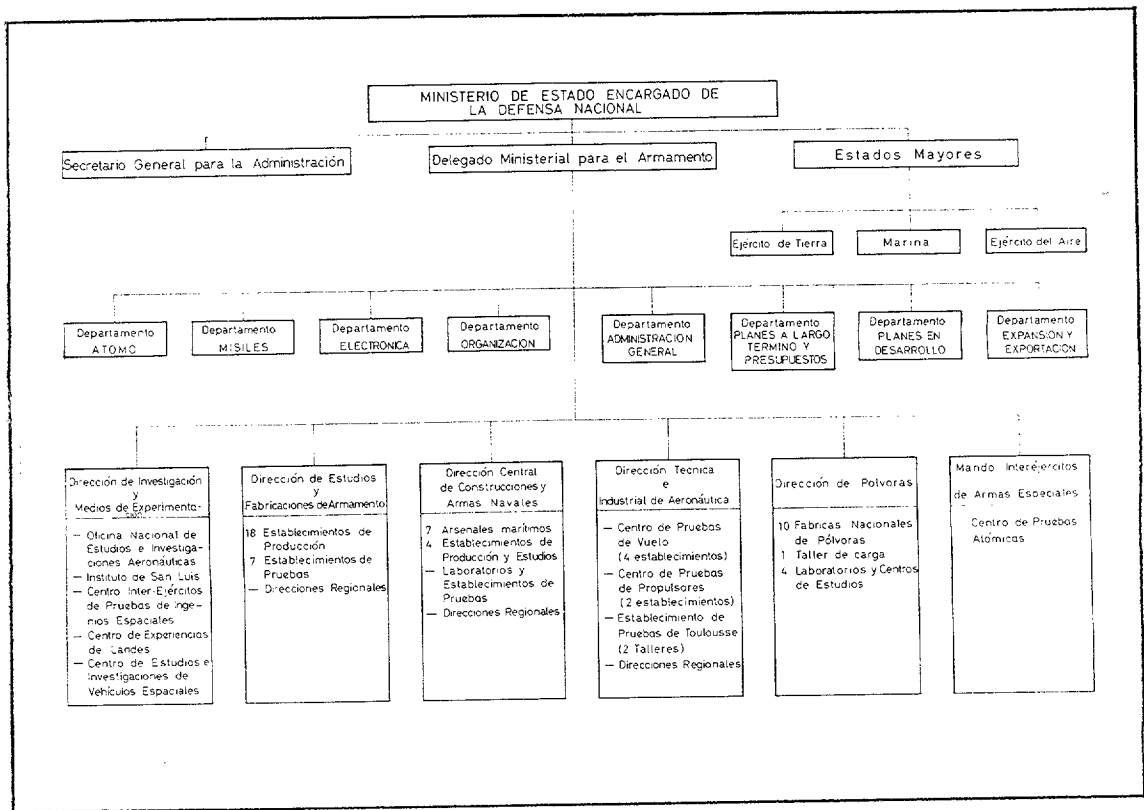 MINISTERIO DE ESTADO ENCARGADO DE
LA DEFENSA NACIONAL
Secretario General para la Administración
Delegado Ministerial para el Armamento
Estados Mayores
Ejército de Tierra
Marina
Ejército del Aire
Departamento
ATOMO
Departamento
MISILES
Departamento
ELECTRONICA
Departamento
ORGANIZACION
Departamento
ADMINISTRACION
GENERAL
Departamento
PLANES A LARGO
TERMINO Y
PRESUPUESTOS
Departamento
PLANES EN
DESARROLLO
Departamento
EXPANSION Y
EXPORTACION
Dirección de Investigación
y
Medios de Experimenta-
ción
— Oficina Nacional de
Estudios e Investiga-
ciones Aeronáuticas
— Instituto de San Luis
— Centro Inter-Ejércitos
de Pruebas de Inge-
nios Espaciales
— Centro de Experiencias
de Landes
— Centro de Estudios e
Investigaciones de
Vehículos Espaciales
Dirección de Estudios
y
Fabricaciones de Armamento
18 Establecimientos de
Producción
7 Establecimientos de
Pruebas
— Direcciones Regionales
Dirección Central
de Construcciones y
Armas Navales
7 Arsenales marítimos
4 Establecimientos de
Producción y Estudios
— Laboratorios y
Establecimientos de
Pruebas
— Direcciones Regionales
Dirección Tecnica
e
Industrial de Aeronáutica
— Centro de Pruebas
de Vuelo
(4 establecimientos)
— Centro de Pruebas
de Propulsores
(2 establecimientos)
— Establecimiento de
Pruebas de Toulousse
(2 Talleres)
— Direcciones Regionales
Dirección de Pólvoras
10 Fabricas Nacionales
de Pólvoras
1 Taller de carga
4 Laboratorios y Centros
de Estudios
Mando Interéjercitos
de Armas Especiales
Centro de Pruebas
Atómicas